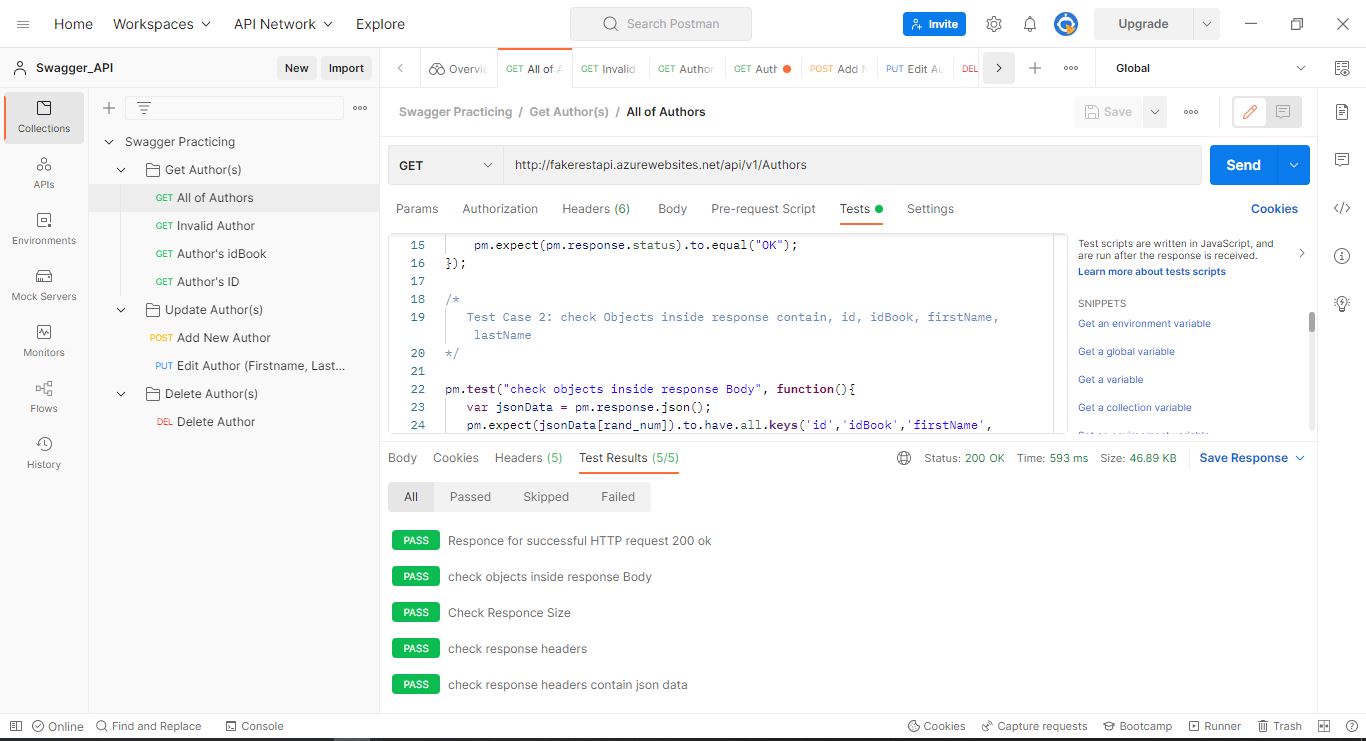 Home Workspaces API Network Explore Search Postman Invite Upgrade
Swagger_API New Import
Overvie GET All of A GET Invalid GET Author GET Auth POST Add N PUT Edit Au DEL Global
Collections
APIs
Environments
Mock Servers
Monitors
Flows
History
Swagger Practicing
Get Author(s)
GET All of Authors
GET Invalid Author
GET Author's idBook
GET Author's ID
Update Author(s)
POST Add New Author
PUT Edit Author (Firstname, Last...
Delete Author(s)
DEL Delete Author
Swagger Practicing / Get Author(s) / All of Authors Save
GET http://fakerestapi.azurewebsites.net/api/v1/Authors Send
Params Authorization Headers (6) Body Pre-request Script Tests Settings Cookies
15 pm.expect(pm.response.status).to.equal("OK");
16 });
17
18 /*
19 Test Case 2: check Objects inside response contain, id, idBook, firstName,
lastName
20 */
21
22 pm.test("check objects inside response Body", function(){
23 var jsonData = pm.response.json();
24 pm.expect(jsonData[rand_num]).to.have.all.keys('id','idBook','firstName',
Test scripts are written in JavaScript, and
are run after the response is received.
Learn more about tests scripts
SNIPPETS
Get an environment variable
Get a global variable
Get a variable
Get a collection variable
Body Cookies Headers (5) Test Results (5/5) Status: 200 OK Time: 593 ms Size: 46.89 KB Save Response
All Passed Skipped Failed
PASS Responce for successful HTTP request 200 ok
PASS check objects inside response Body
PASS Check Responce Size
PASS check response headers
PASS check response headers contain json data
Online Find and Replace Console Cookies Capture requests Bootcamp Runner Trash